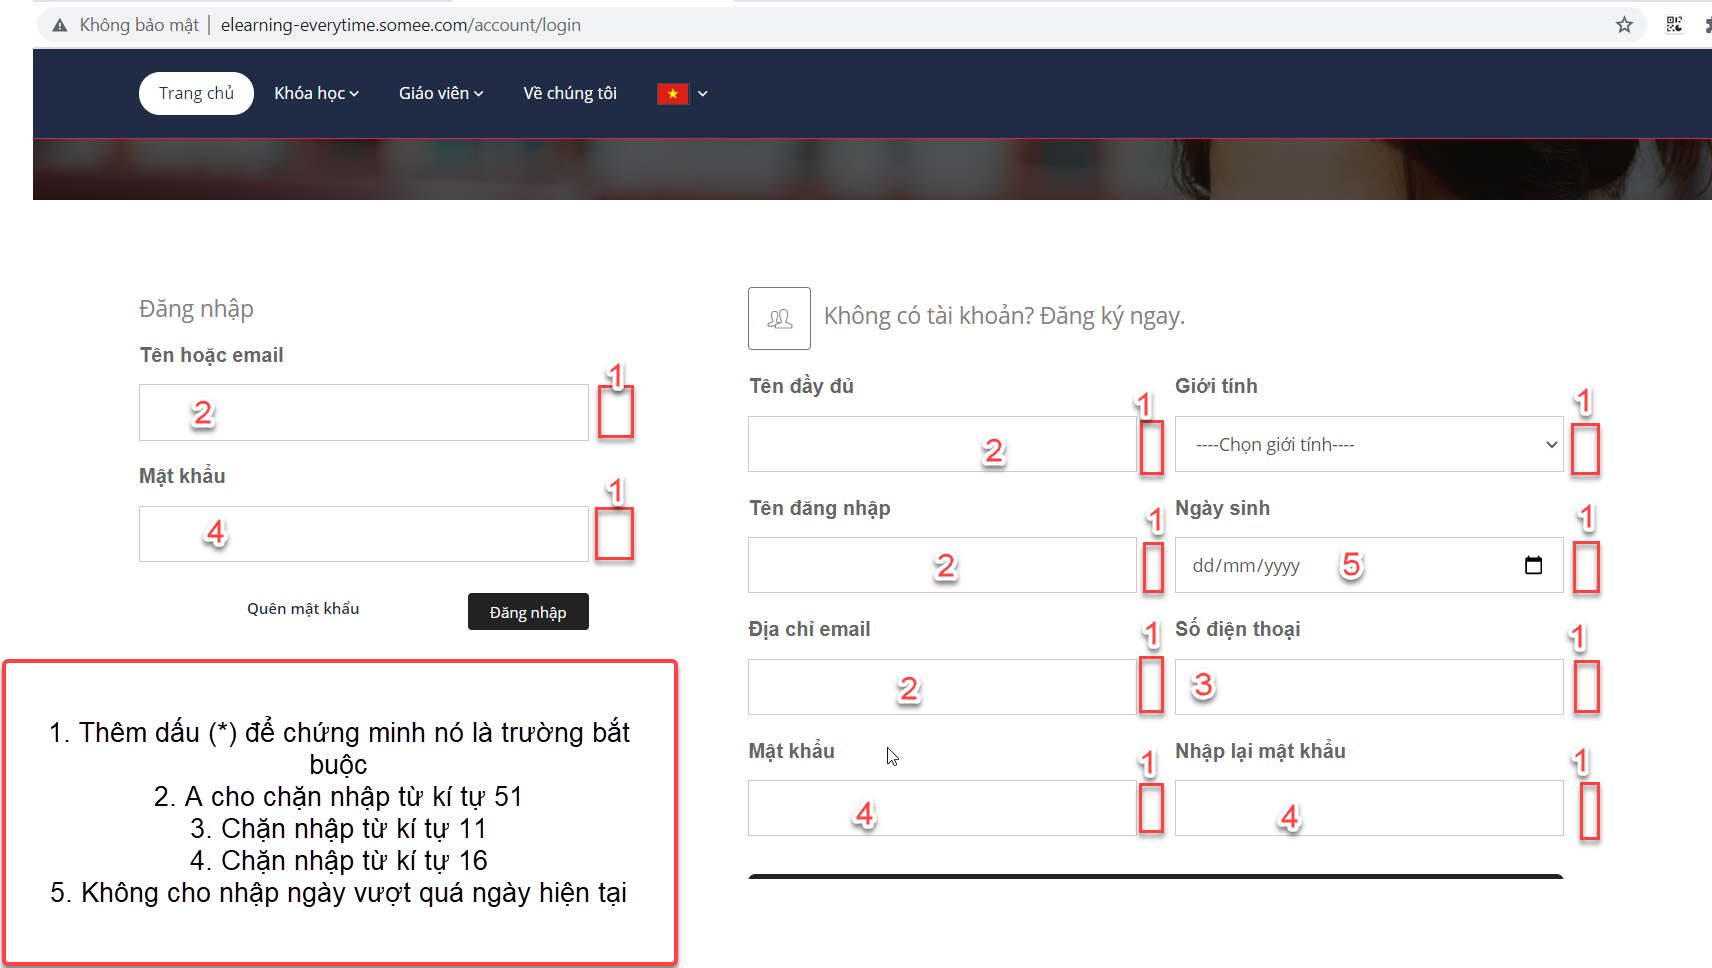 Không bảo mật | elearning-everytime.somee.com/account/login
Trang chủ Khóa học Giáo viên Về chúng tôi
Đăng nhập
Tên hoặc email
1
2
Mật khẩu
1
4
Quên mật khẩu Đăng nhập
Không có tài khoản? Đăng ký ngay.
Tên đầy đủ Giới tính
1 1
2 ----Chọn giới tính----
Tên đăng nhập Ngày sinh
1 1
2 dd/mm/yyyy 5
Địa chỉ email Số điện thoại
1 1
2 3
Mật khẩu Nhập lại mật khẩu
1 1
4 4
1. Thêm dấu (*) để chứng minh nó là trường bắt
buộc
2. A cho chặn nhập từ kí tự 51
3. Chặn nhập từ kí tự 11
4. Chặn nhập từ kí tự 16
5. Không cho nhập ngày vượt quá ngày hiện tại